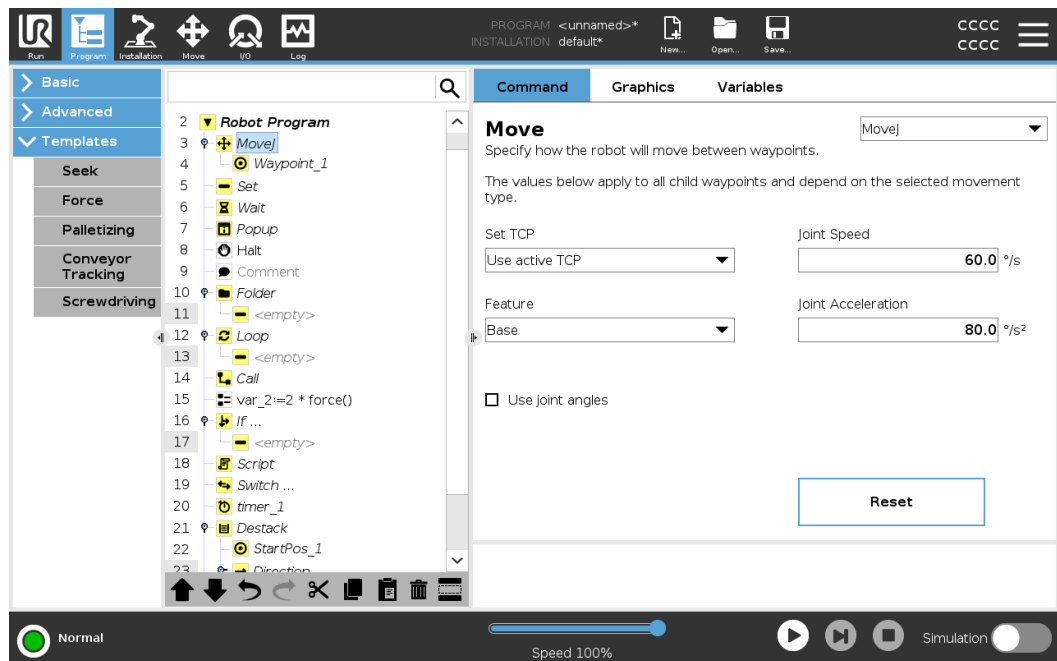 PROGRAM <unnamed>*
INSTALLATION default*
UR
Run
Program
Installation
Move
I/O
Log
New...
Open...
Save...
CCCC
CCCC
Basic
Advanced
Templates
Seek
Force
Palletizing
Conveyor
Tracking
Screwdriving
2 Robot Program
3 MoveJ
4 Waypoint_1
5 Set
6 Wait
7 Popup
8 Halt
9 Comment
10 Folder
11 <empty>
12 Loop
13 <empty>
14 Call
15 var_2:=2 * force()
16 If ...
17 <empty>
18 Script
19 Switch ...
20 timer_1
21 Destack
22 StartPos_1
23 Direction
Command Graphics Variables
Move
MoveJ
Specify how the robot will move between waypoints.
The values below apply to all child waypoints and depend on the selected movement
type.
Set TCP
Joint Speed
Use active TCP
60.0 °/s
Feature
Joint Acceleration
Base
80.0 °/s²
Use joint angles
Reset
Normal
Speed 100%
Simulation